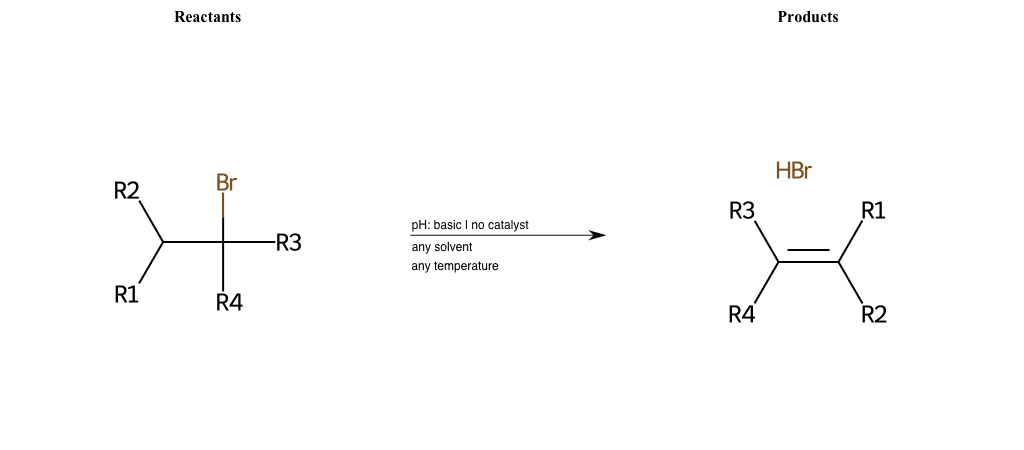 Reactants
Products
R2
Br
R3
R1
R4
pH: basic | no catalyst
any solvent
any temperature
HBr
R3
R1
R4
R2